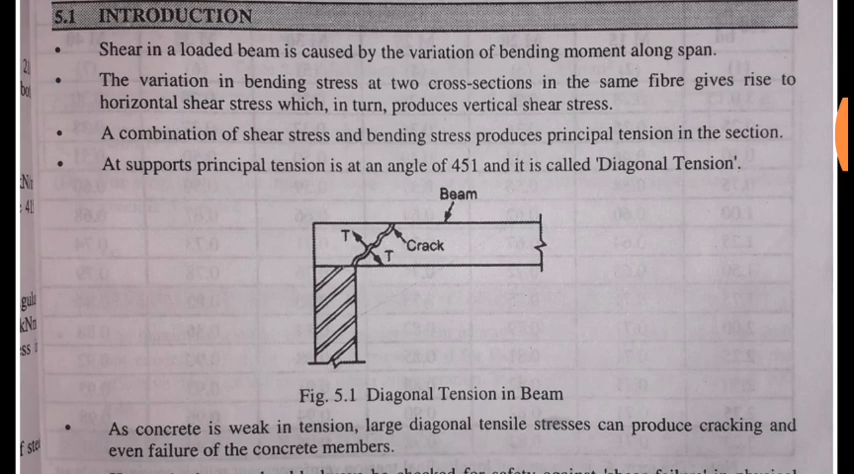 5.1 INTRODUCTION
• Shear in a loaded beam is caused by the variation of bending moment along span.
• The variation in bending stress at two cross-sections in the same fibre gives rise to
horizontal shear stress which, in turn, produces vertical shear stress.
• A combination of shear stress and bending stress produces principal tension in the section.
• At supports principal tension is at an angle of 451 and it is called 'Diagonal Tension'.
Beam
T
Crack
T
Fig. 5.1 Diagonal Tension in Beam
• As concrete is weak in tension, large diagonal tensile stresses can produce cracking and
even failure of the concrete members.